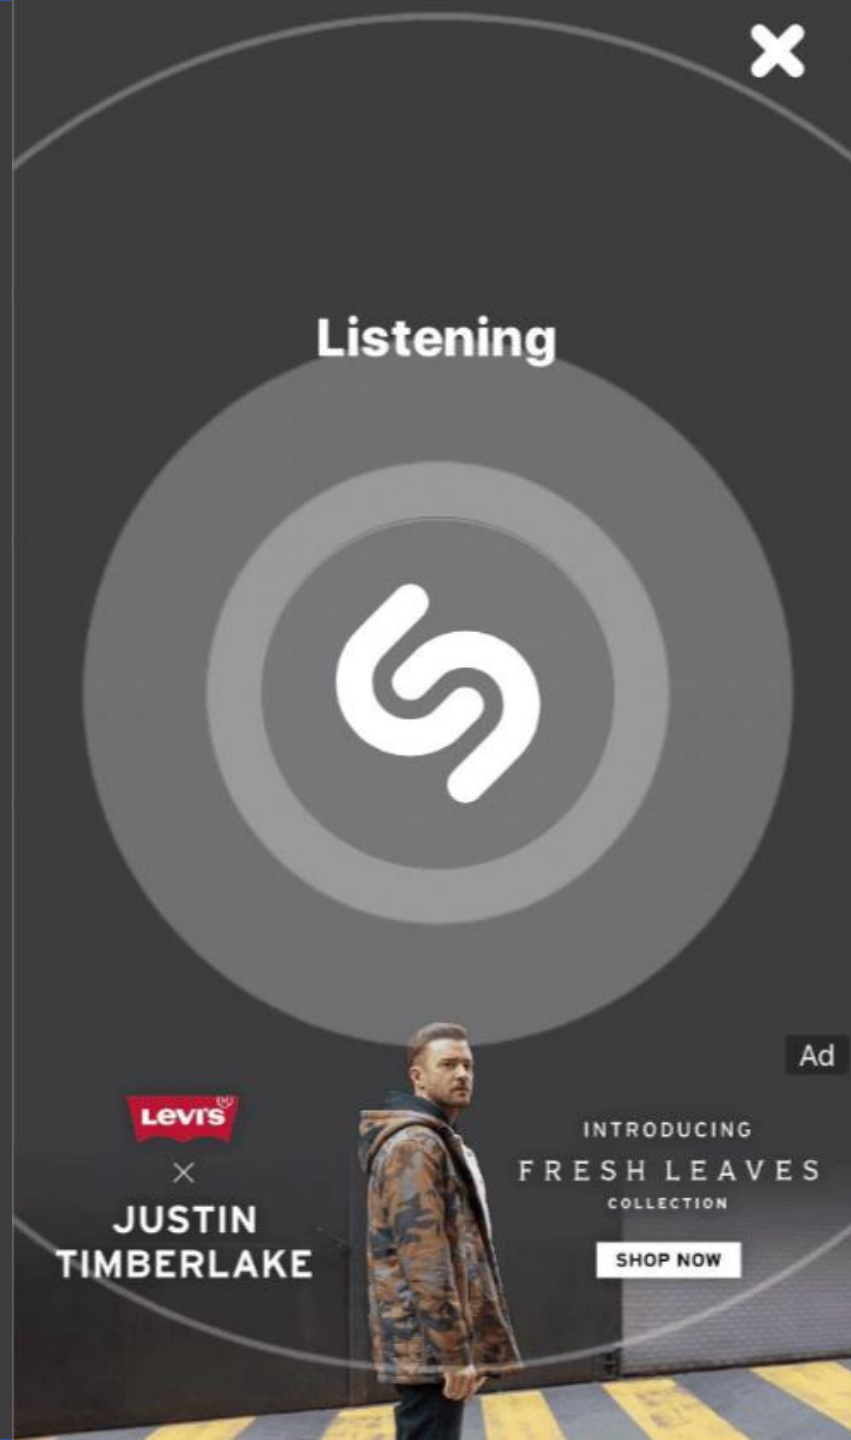 Listening
Ad
LEVI'S®
×
JUSTIN
TIMBERLAKE
INTRODUCING
FRESH LEAVES
COLLECTION
SHOP NOW